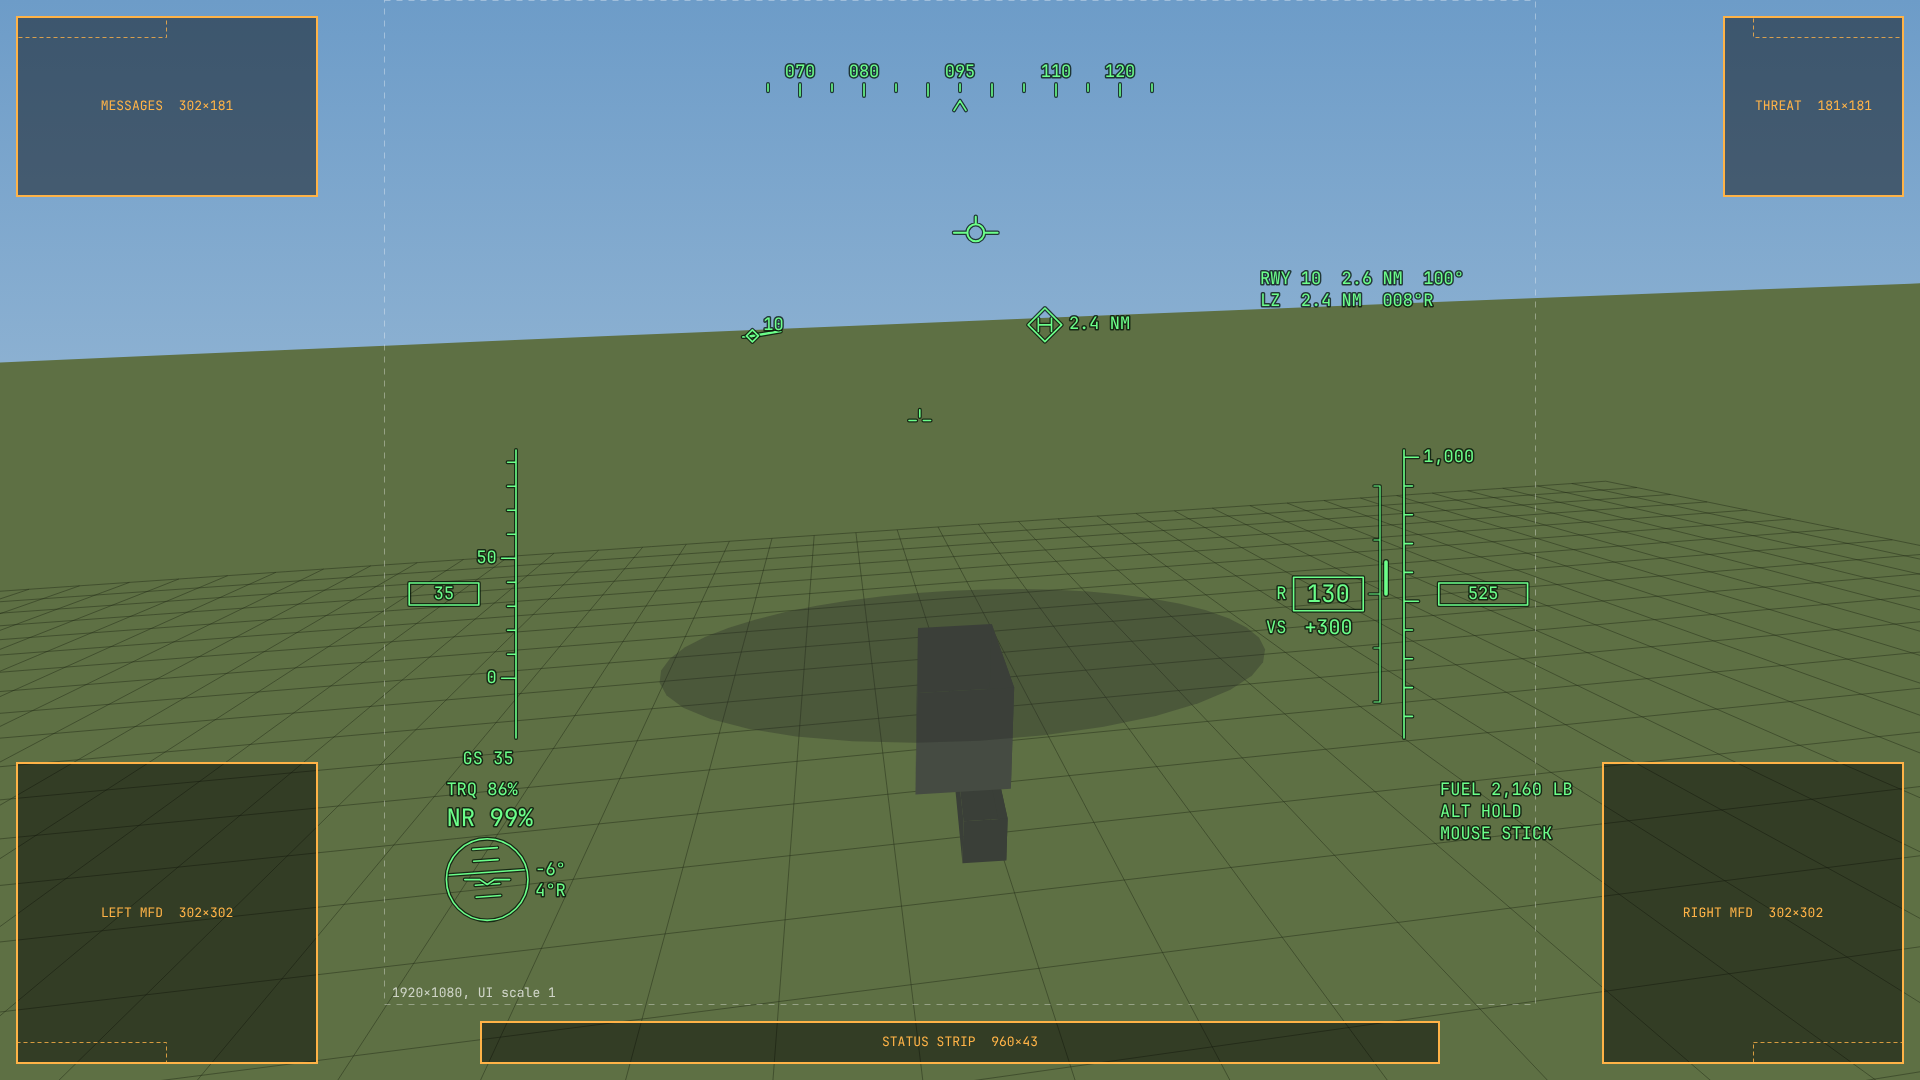 070 080 095 110 120
MESSAGES 302×181
THREAT 181×181
RWY 10 2.6 NM 100°
LZ 2.4 NM 008°R
10
H 2.4 NM
1,000
50
35
R 130
525
VS +300
0
GS 35
TRQ 86%
NR 99%
-6°
4°R
FUEL 2,160 LB
ALT HOLD
MOUSE STICK
LEFT MFD 302×302
RIGHT MFD 302×302
1920×1080, UI scale 1
STATUS STRIP 960×43